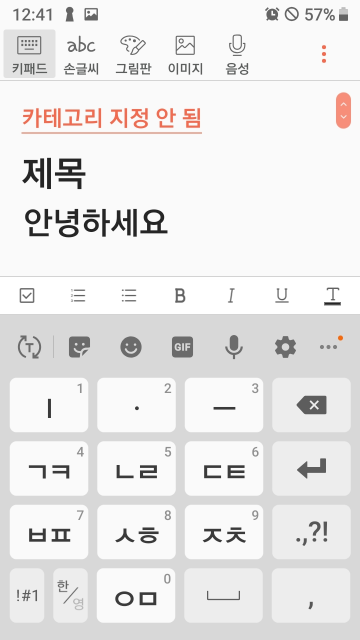 12:41 57%
키패드 손글씨 그림판 이미지 음성
abc
카테고리 지정 안 됨
제목
안녕하세요
B I U T
T GIF
ㅣ 1 · 2 ㅡ 3
ㄱㅋ 4 ㄴㄹ 5 ㄷㅌ 6
ㅂㅍ 7 ㅅㅎ 8 ㅈㅊ 9 .,?!
!#1 한/영 ㅇㅁ 0 ,